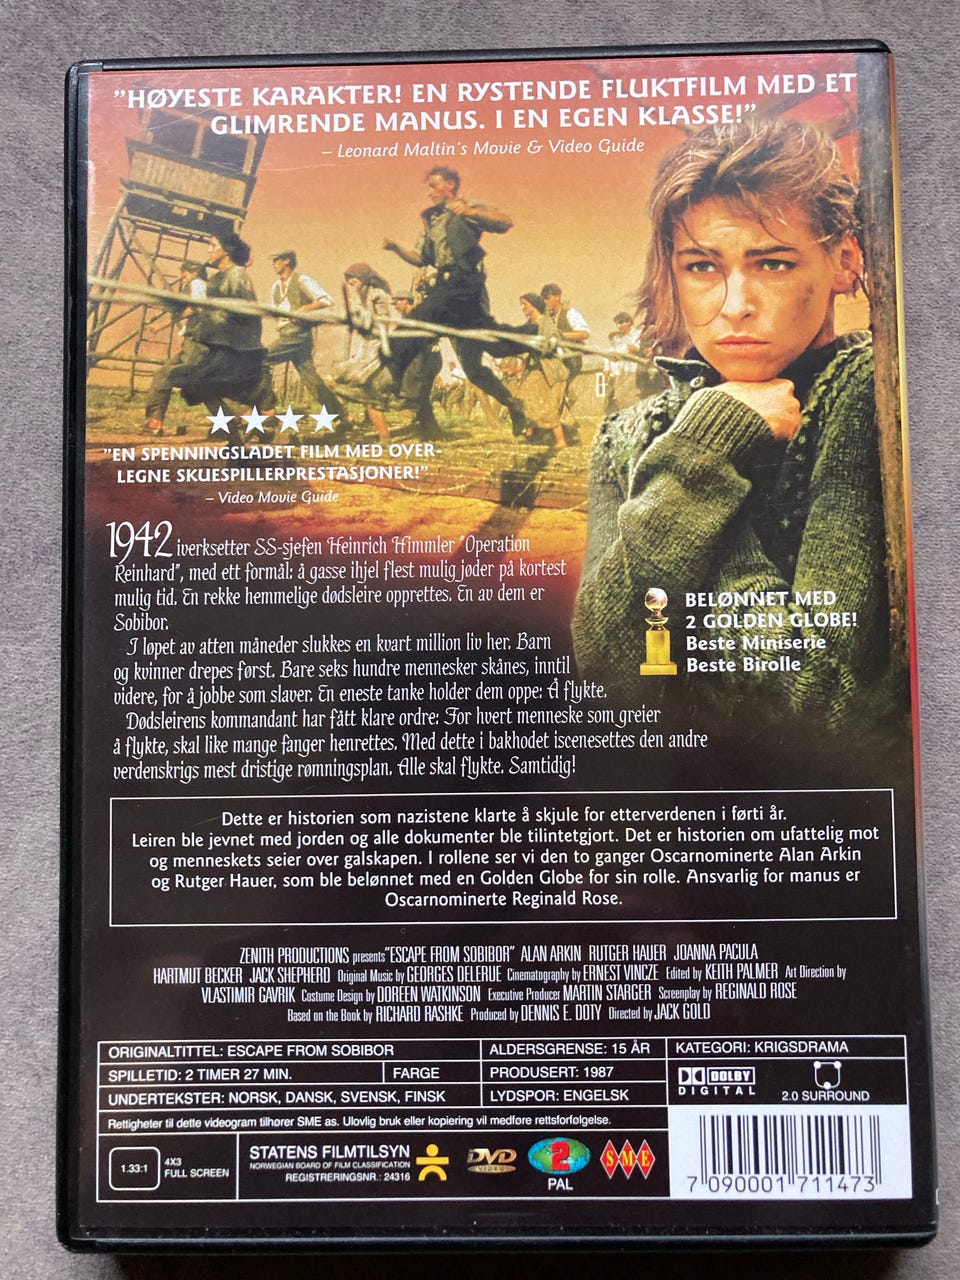 ”HØYESTE KARAKTER! EN RYSTENDE FLUKTFILM MED ET
GLIMRENDE MANUS. I EN EGEN KLASSE!”
– Leonard Maltin's Movie & Video Guide
”EN SPENNINGSLADET FILM MED OVER-
LEGNE SKUESPILLERPRESTASJONER!”
– Video Movie Guide
1942 iverksetter SS-sjefen Heinrich Himmler ”Operation
Reinhard”, med ett formål: å gasse ihjel flest mulig jøder på kortest
mulig tid. En rekke hemmelige dødsleire opprettes. En av dem er
Sobibor.
I løpet av atten måneder slukkes en kvart million liv her. Barn
og kvinner drepes først. Bare seks hundre mennesker skånes, inntil
videre, for å jobbe som slaver. En eneste tanke holder dem oppe: Å flykte.
Dødsleirens kommandant har fått klare ordre: For hvert menneske som greier
å flykte, skal like mange fanger henrettes. Med dette i bakhodet iscenesettes den andre
verdenskrigs mest dristige rømningsplan. Alle skal flykte. Samtidig!
BELØNNET MED
2 GOLDEN GLOBE!
Beste Miniserie
Beste Birolle
Dette er historien som nazistene klarte å skjule for etterverdenen i førti år.
Leiren ble jevnet med jorden og alle dokumenter ble tilintetgjort. Det er historien om ufattelig mot
og menneskets seier over galskapen. I rollene ser vi den to ganger Oscarnominerte Alan Arkin
og Rutger Hauer, som ble belønnet med en Golden Globe for sin rolle. Ansvarlig for manus er
Oscarnominerte Reginald Rose.
ZENITH PRODUCTIONS presents ”ESCAPE FROM SOBIBOR” ALAN ARKIN RUTGER HAUER JOANNA PACULA
HARTMUT BECKER JACK SHEPHERD Original Music by GEORGES DELERUE Cinematography by ERNEST VINCZE Edited by KEITH PALMER Art Direction by
VLASTIMIR GAVRIK Costume Design by DOREEN WATKINSON Executive Producer MARTIN STARGER Screenplay by REGINALD ROSE
Based on the Book by RICHARD RASHKE Produced by DENNIS E. DOTY Directed by JACK GOLD
ORIGINALTITTEL: ESCAPE FROM SOBIBOR
ALDERSGRENSE: 15 ÅR
KATEGORI: KRIGSDRAMA
SPILLETID: 2 TIMER 27 MIN.
FARGE
PRODUSERT: 1987
UNDERTEKSTER: NORSK, DANSK, SVENSK, FINSK
LYDSPOR: ENGELSK
DOLBY
DIGITAL
2.0 SURROUND
Rettigheter til dette videogram tilhører SME as. Ulovlig bruk eller kopiering vil medføre rettsforfølgelse.
1.33:1
4X3
FULL SCREEN
STATENS FILMTILSYN
NORWEGIAN BOARD OF FILM CLASSIFICATION
REGISTRERINGSNR.: 24316
DVD
VIDEO
2
PAL
SME
7 090001 711473